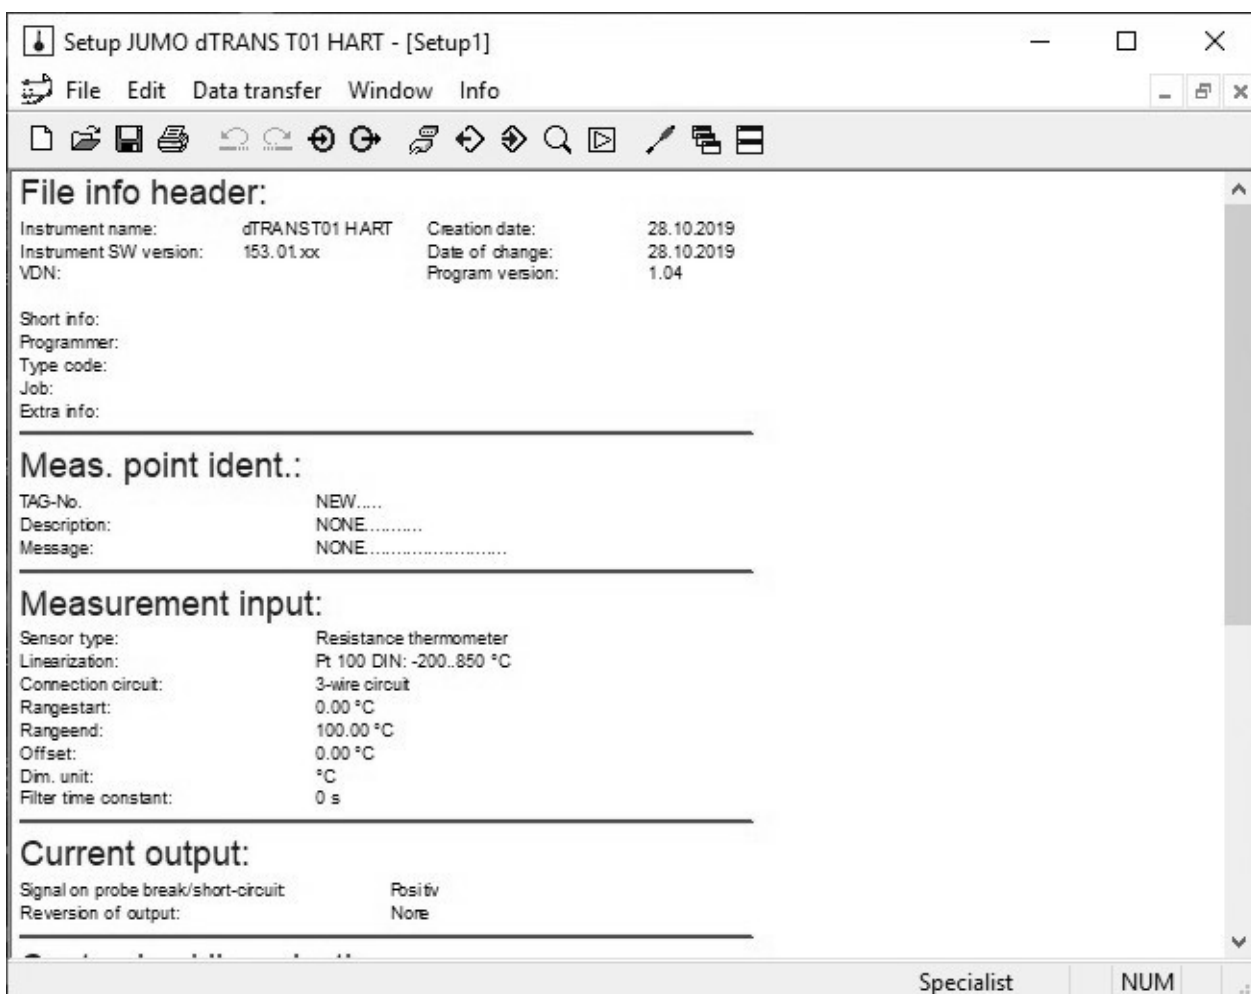 Setup JUMO dTRANS T01 HART - [Setup1]
File Edit Data transfer Window Info
File info header:
Instrument name: dTRANST01 HART Creation date: 28.10.2019
Instrument SW version: 153.01.xx Date of change: 28.10.2019
VDN: Program version: 1.04
Short info:
Programmer:
Type code:
Job:
Extra info:
Meas. point ident.:
TAG-No. NEW.....
Description: NONE..........
Message: NONE.........................
Measurement input:
Sensor type: Resistance thermometer
Linearization: Pt 100 DIN: -200..850 °C
Connection circuit: 3-wire circuit
Rangestart: 0.00 °C
Rangeend: 100.00 °C
Offset: 0.00 °C
Dim. unit: °C
Filter time constant: 0 s
Current output:
Signal on probe break/short-circuit: Positiv
Reversion of output: None
Specialist NUM